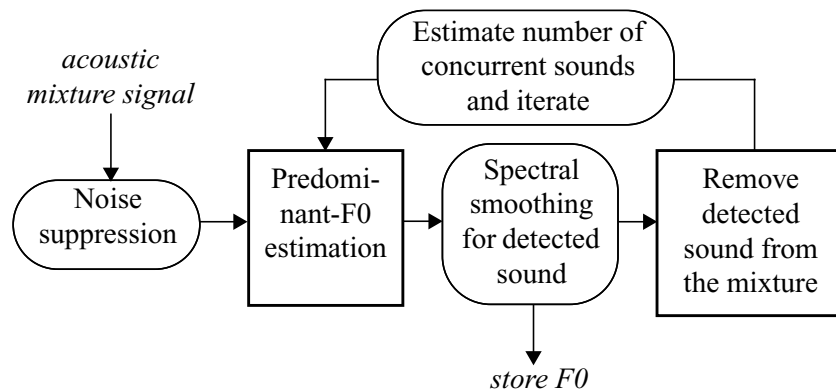 acoustic
mixture signal
Estimate number of
concurrent sounds
and iterate
Noise
suppression
Predomi-
nant-F0
estimation
Spectral
smoothing
for detected
sound
Remove
detected
sound from
the mixture
store F0